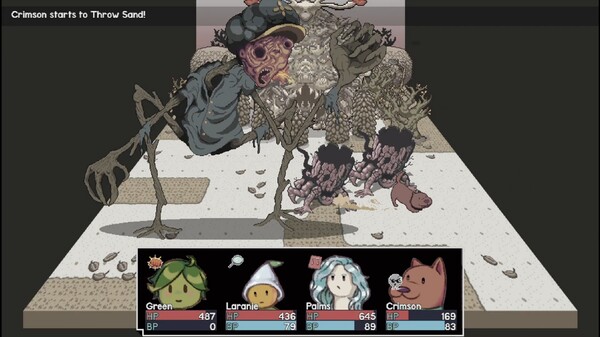 Crimson starts to Throw Sand!
Green Laranie Palms Crimson
HP 487 HP 436 HP 645 HP 169
BP 0 BP 79 BP 89 BP 83